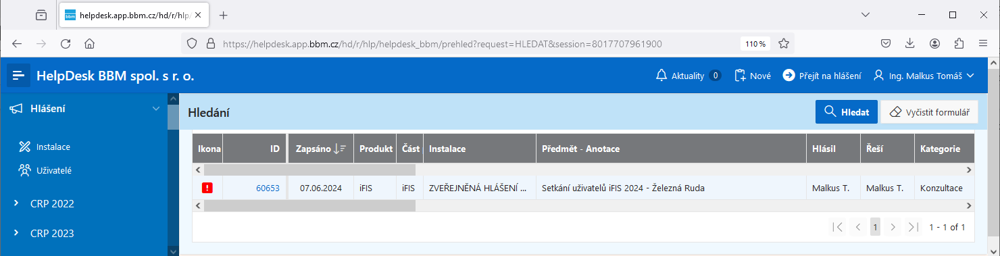 helpdesk.app.bbm.cz/hd/r/hlp/
https://helpdesk.app.bbm.cz/hd/r/hlp/helpdesk_bbm/prehled?request=HLEDAT&session=8017707961900
110 %
HelpDesk BBM spol. s r. o.
Aktuality 0 Nové Přejít na hlášení Ing. Malkus Tomáš
Hlášení
Instalace
Uživatelé
CRP 2022
CRP 2023
Hledání
Hledat Vyčistit formulář
Ikona ID Zapsáno Produkt Část Instalace Předmět - Anotace Hlásil Řeší Kategorie
60653 07.06.2024 iFIS iFIS ZVEŘEJNĚNÁ HLÁŠENÍ ... Setkání uživatelů iFIS 2024 - Železná Ruda Malkus T. Malkus T. Konzultace
1 1 - 1 of 1